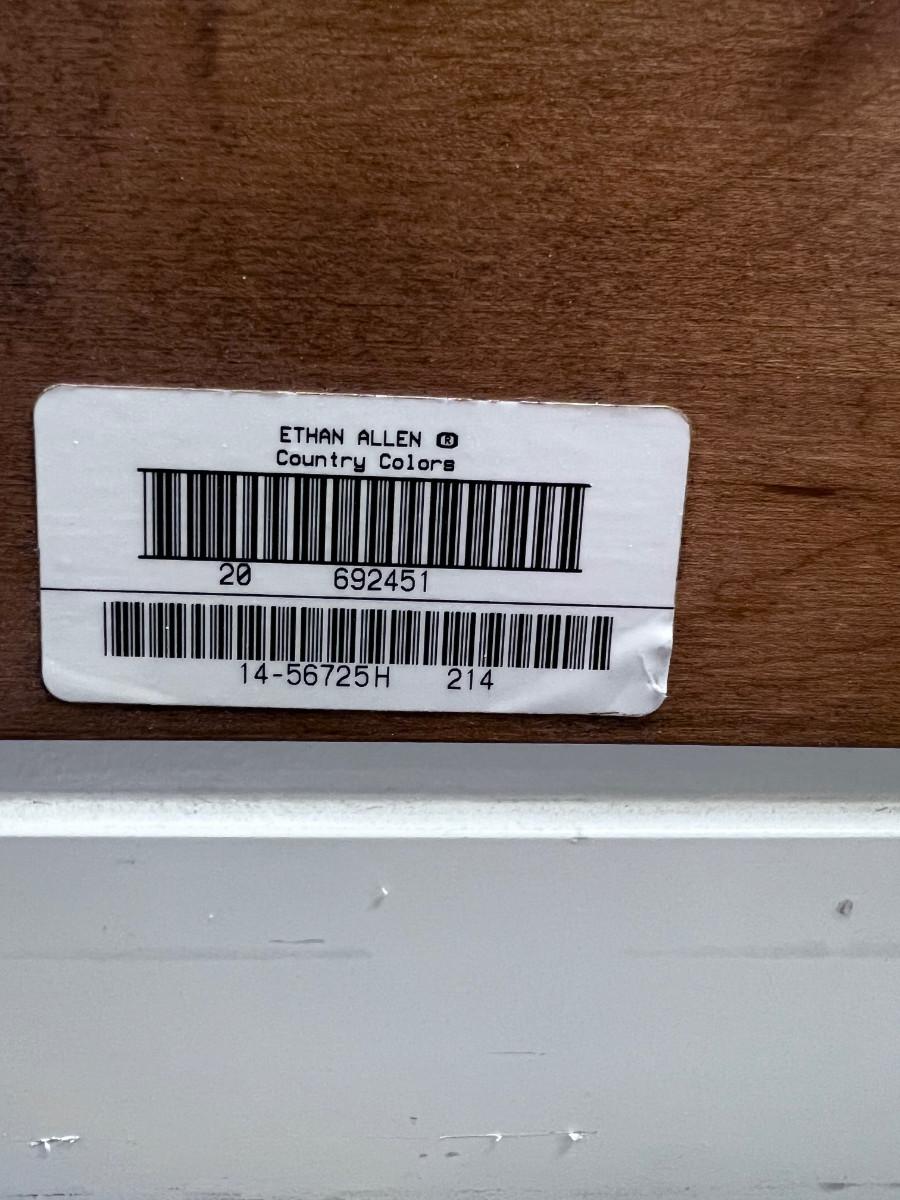 ETHAN ALLEN ®
Country Colors
20 692451
14-56725H 214